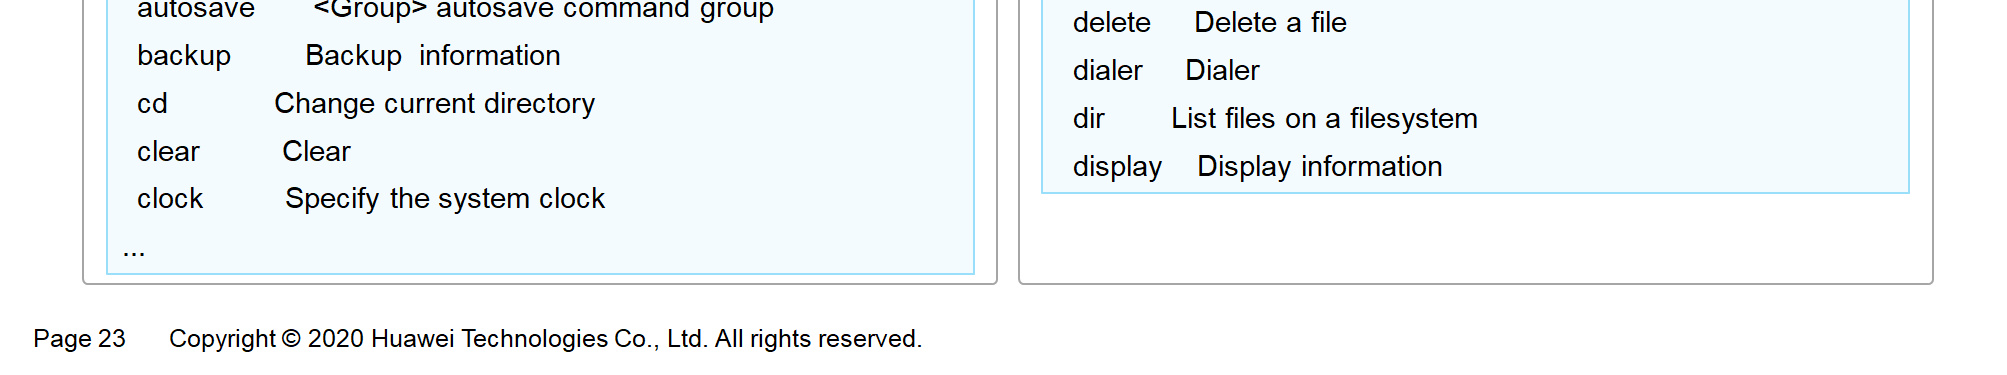 autosave <Group> autosave command group
backup Backup information
cd Change current directory
clear Clear
clock Specify the system clock
...
delete Delete a file
dialer Dialer
dir List files on a filesystem
display Display information
Page 23 Copyright © 2020 Huawei Technologies Co., Ltd. All rights reserved.